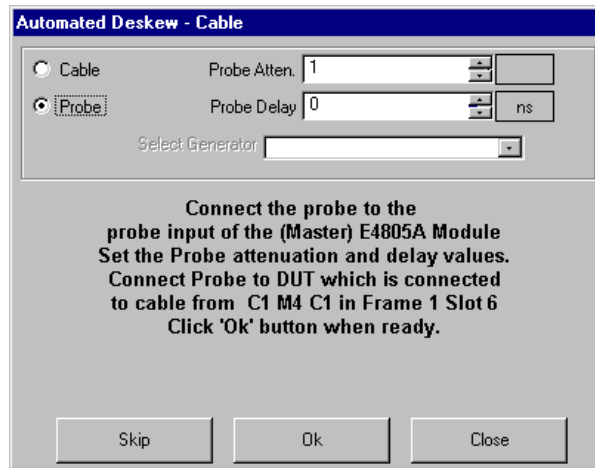 Automated Deskew - Cable
Cable Probe Atten. 1
Probe Probe Delay 0 ns
Select Generator
Connect the probe to the
probe input of the (Master) E4805A Module
Set the Probe attenuation and delay values.
Connect Probe to DUT which is connected
to cable from C1 M4 C1 in Frame 1 Slot 6
Click 'Ok' button when ready.
Skip Ok Close